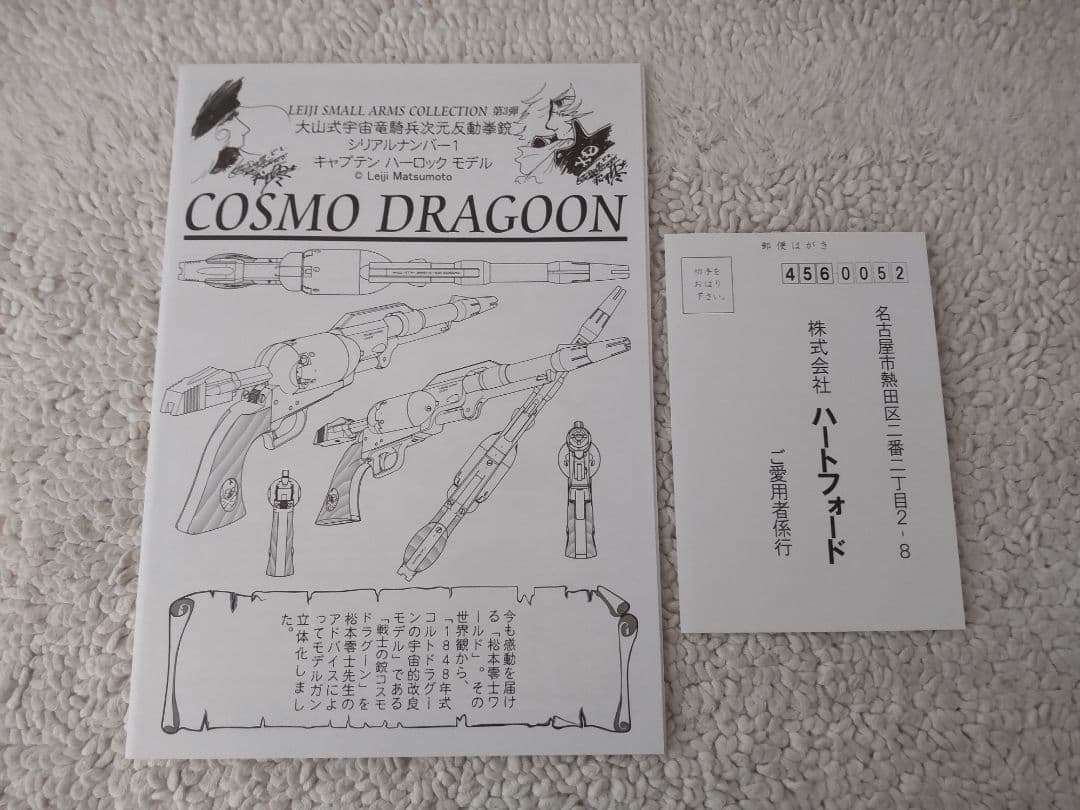 LEIJI SMALL ARMS COLLECTION 第3弾
大山式宇宙竜騎兵次元反動拳銃
シリアルナンバー1
キャプテン ハーロック モデル
© Leiji Matsumoto
COSMO DRAGOON
今も感動を届け
る「松本零士ワ
ールド」。その
世界観から、
「1848年式
コルトドラグー
ンの宇宙的改良
モデル」である
「戦士の銃コスモ
ドラグーン」を
松本零士先生の
アドバイスによ
ってモデルガン
立体化しまし
た。
郵便はがき
切手を
おはり
下さい。
4560052
名古屋市熱田区二番二丁目2-8
株式会社 ハートフォード
ご愛用者係行